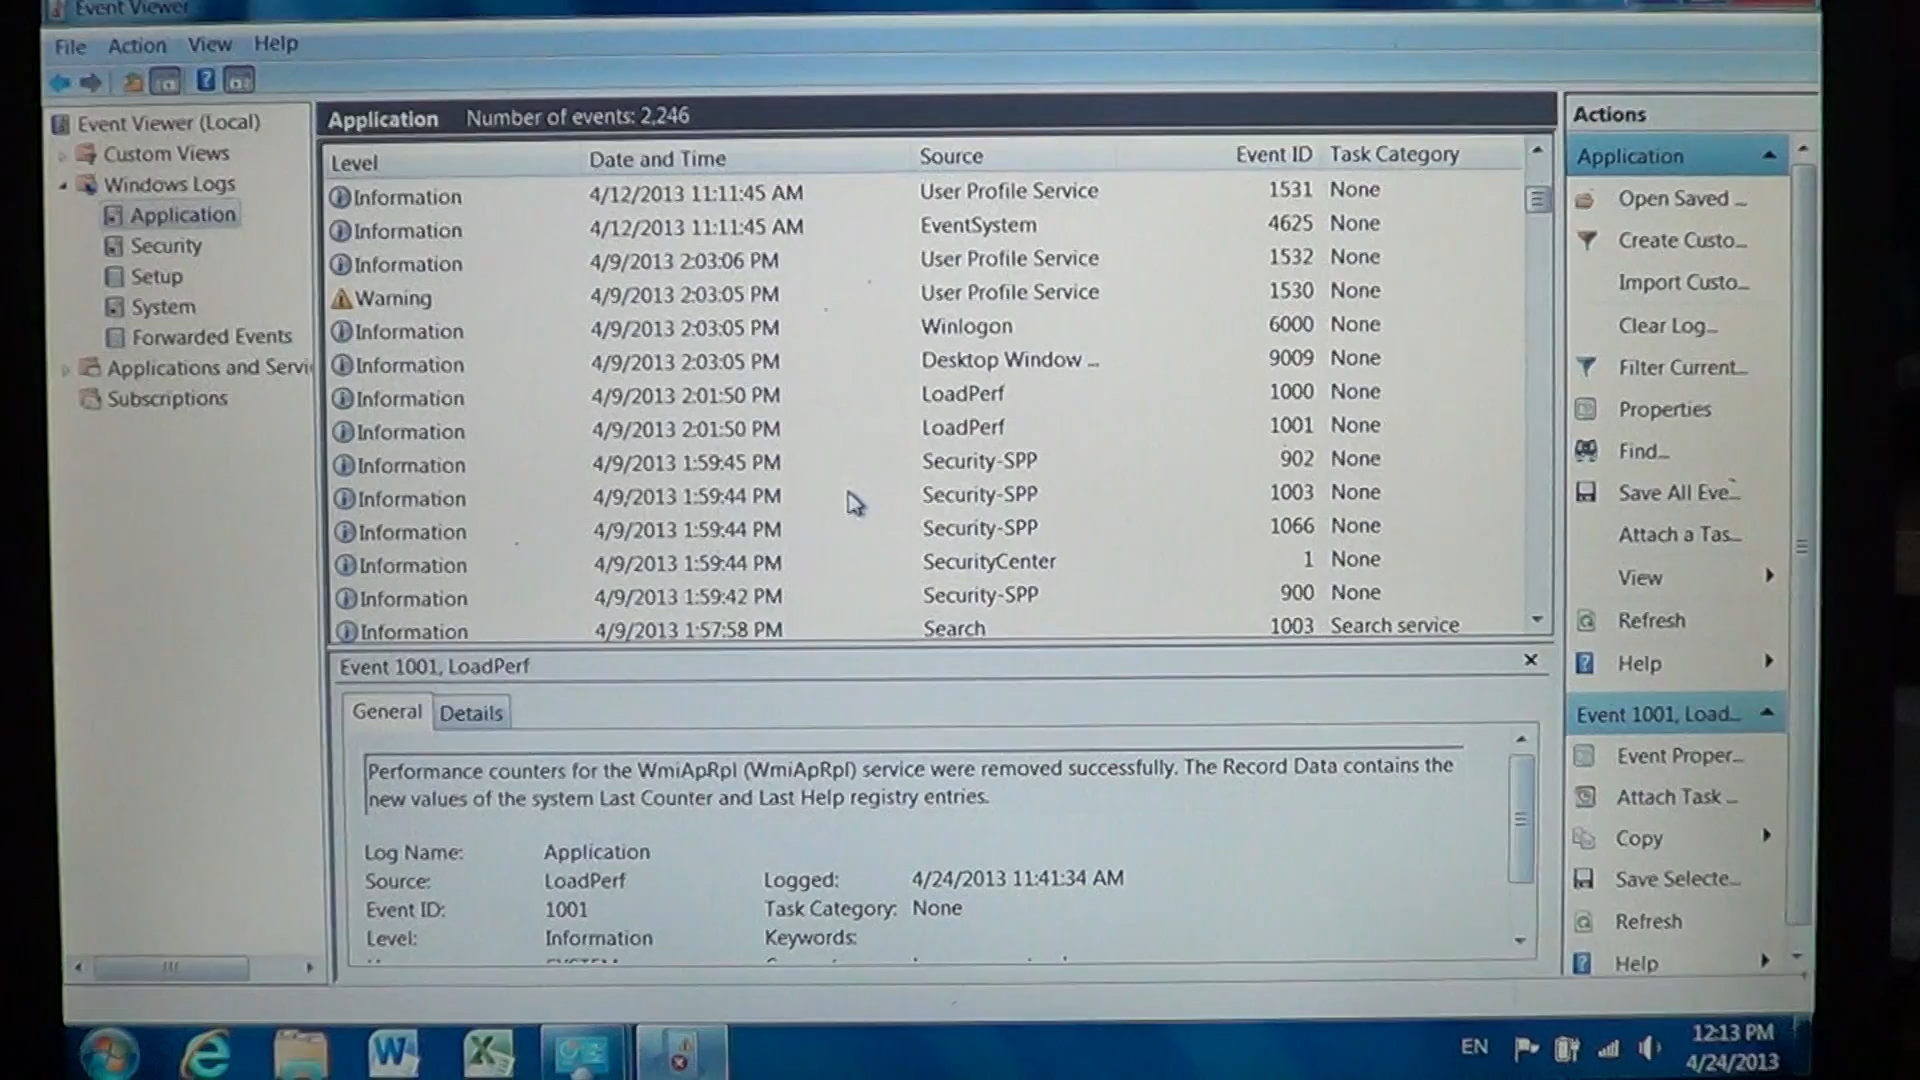 Event Viewer
File Action View Help
Event Viewer (Local)
Custom Views
Windows Logs
Application
Security
Setup
System
Forwarded Events
Applications and Servi
Subscriptions
Application Number of events: 2,246
Level Date and Time Source Event ID Task Category
Information 4/12/2013 11:11:45 AM User Profile Service 1531 None
Information 4/12/2013 11:11:45 AM EventSystem 4625 None
Information 4/9/2013 2:03:06 PM User Profile Service 1532 None
Warning 4/9/2013 2:03:05 PM User Profile Service 1530 None
Information 4/9/2013 2:03:05 PM Winlogon 6000 None
Information 4/9/2013 2:03:05 PM Desktop Window ... 9009 None
Information 4/9/2013 2:01:50 PM LoadPerf 1000 None
Information 4/9/2013 2:01:50 PM LoadPerf 1001 None
Information 4/9/2013 1:59:45 PM Security-SPP 902 None
Information 4/9/2013 1:59:44 PM Security-SPP 1003 None
Information 4/9/2013 1:59:44 PM Security-SPP 1066 None
Information 4/9/2013 1:59:44 PM SecurityCenter 1 None
Information 4/9/2013 1:59:42 PM Security-SPP 900 None
Information 4/9/2013 1:57:58 PM Search 1003 Search service
Event 1001, LoadPerf
General Details
Performance counters for the WmiApRpl (WmiApRpl) service were removed successfully. The Record Data contains the
new values of the system Last Counter and Last Help registry entries.
Log Name: Application
Source: LoadPerf Logged: 4/24/2013 11:41:34 AM
Event ID: 1001 Task Category: None
Level: Information Keywords:
Actions
Application
Open Saved ...
Create Custo...
Import Custo...
Clear Log...
Filter Current...
Properties
Find...
Save All Eve...
Attach a Tas...
View
Refresh
Help
Event 1001, Load...
Event Proper...
Attach Task ...
Copy
Save Selecte...
Refresh
Help
EN
12:13 PM
4/24/2013